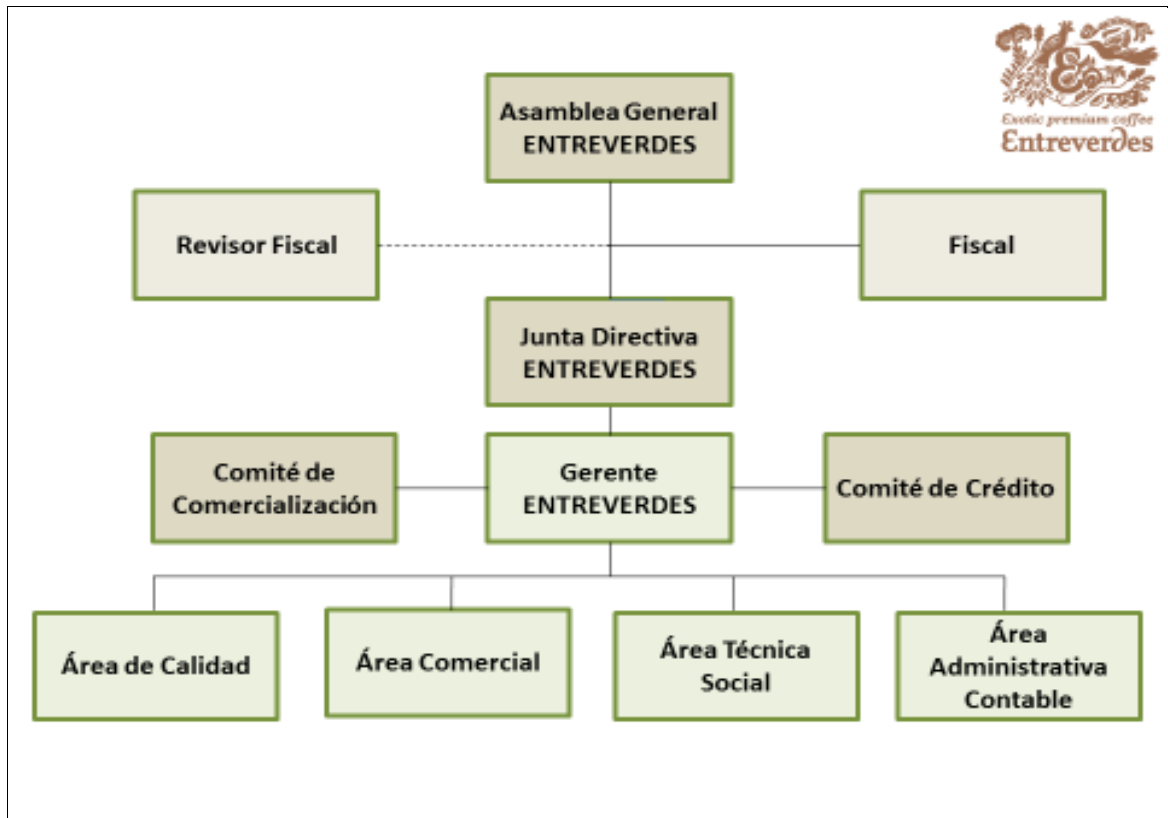 Exotic premium coffee
Entreverdes
Asamblea General
ENTREVERDES
Revisor Fiscal
Fiscal
Junta Directiva
ENTREVERDES
Comité de
Comercialización
Gerente
ENTREVERDES
Comité de Crédito
Área de Calidad
Área Comercial
Área Técnica
Social
Área
Administrativa
Contable